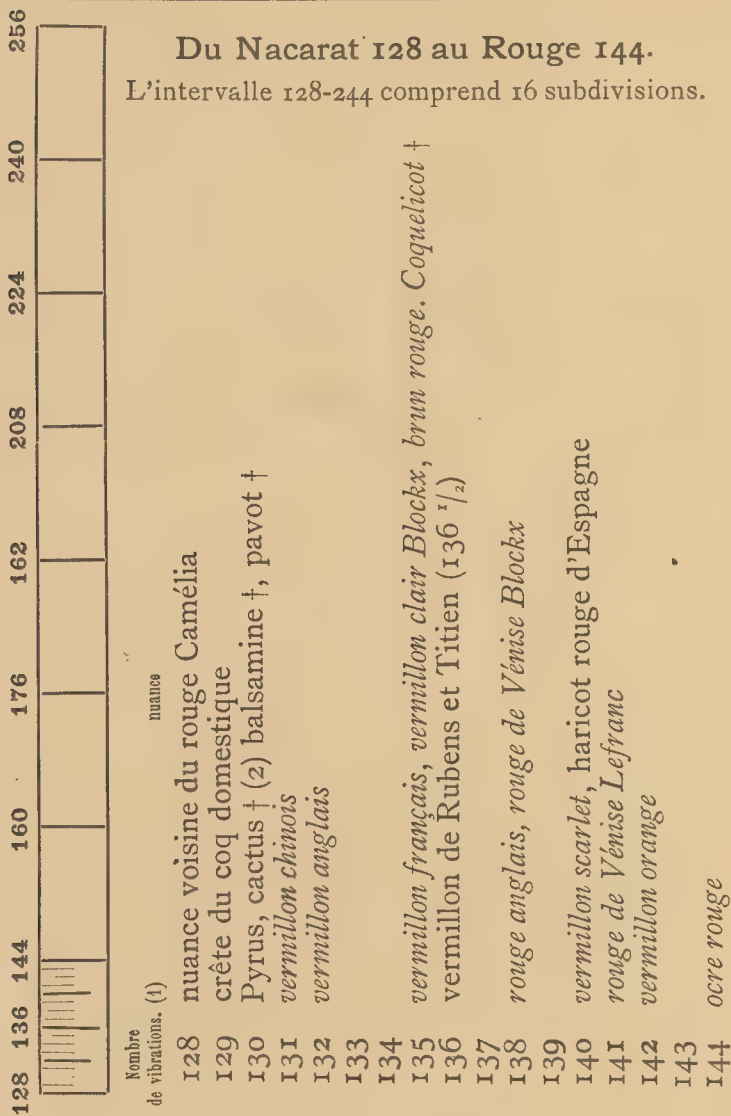 Du Nacarat 128 au Rouge 144.
L'intervalle 128-244 comprend 16 subdivisions.
256
240
224
208
162
176
160
144
136
128
Nombre
de vibrations. (1)
nuance
128 nuance voisine du rouge Camélia
129 crête du coq domestique
130 Pyrus, cactus † (2) balsamine †, pavot †
131 vermillon chinois
132 vermillon anglais
133
134
135 vermillon français, vermillon clair Blockx, brun rouge. Coquelicot †
136 vermillon de Rubens et Titien (136 1/2)
137
138 rouge anglais, rouge de Vénise Blockx
139
140 vermillon scarlet, haricot rouge d'Espagne
141 rouge de Vénise Lefranc
142 vermillon orange
143
144 ocre rouge